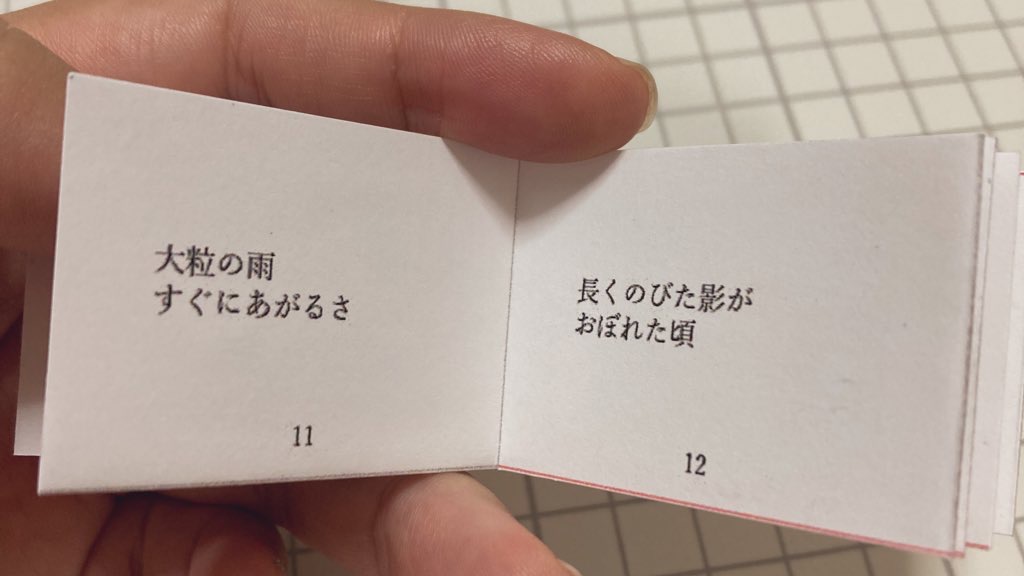 大粒の雨
すぐにあがるさ
11
長くのびた影が
おぼれた頃
12